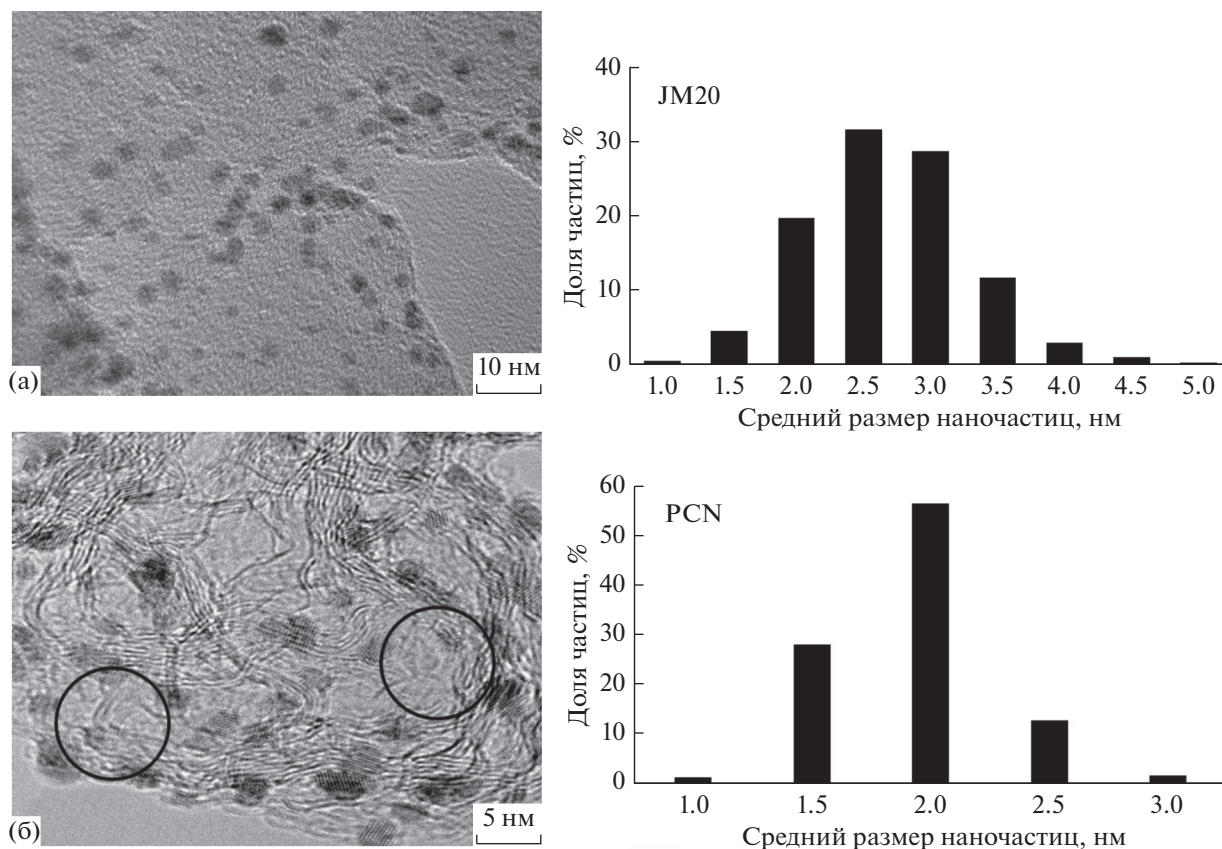 (а)
10 нм
JM20
Доля частиц, %
40
30
20
10
0
1.0 1.5 2.0 2.5 3.0 3.5 4.0 4.5 5.0
Средний размер наночастиц, нм
(б)
5 нм
PCN
Доля частиц, %
60
50
40
30
20
10
0
1.0 1.5 2.0 2.5 3.0
Средний размер наночастиц, нм